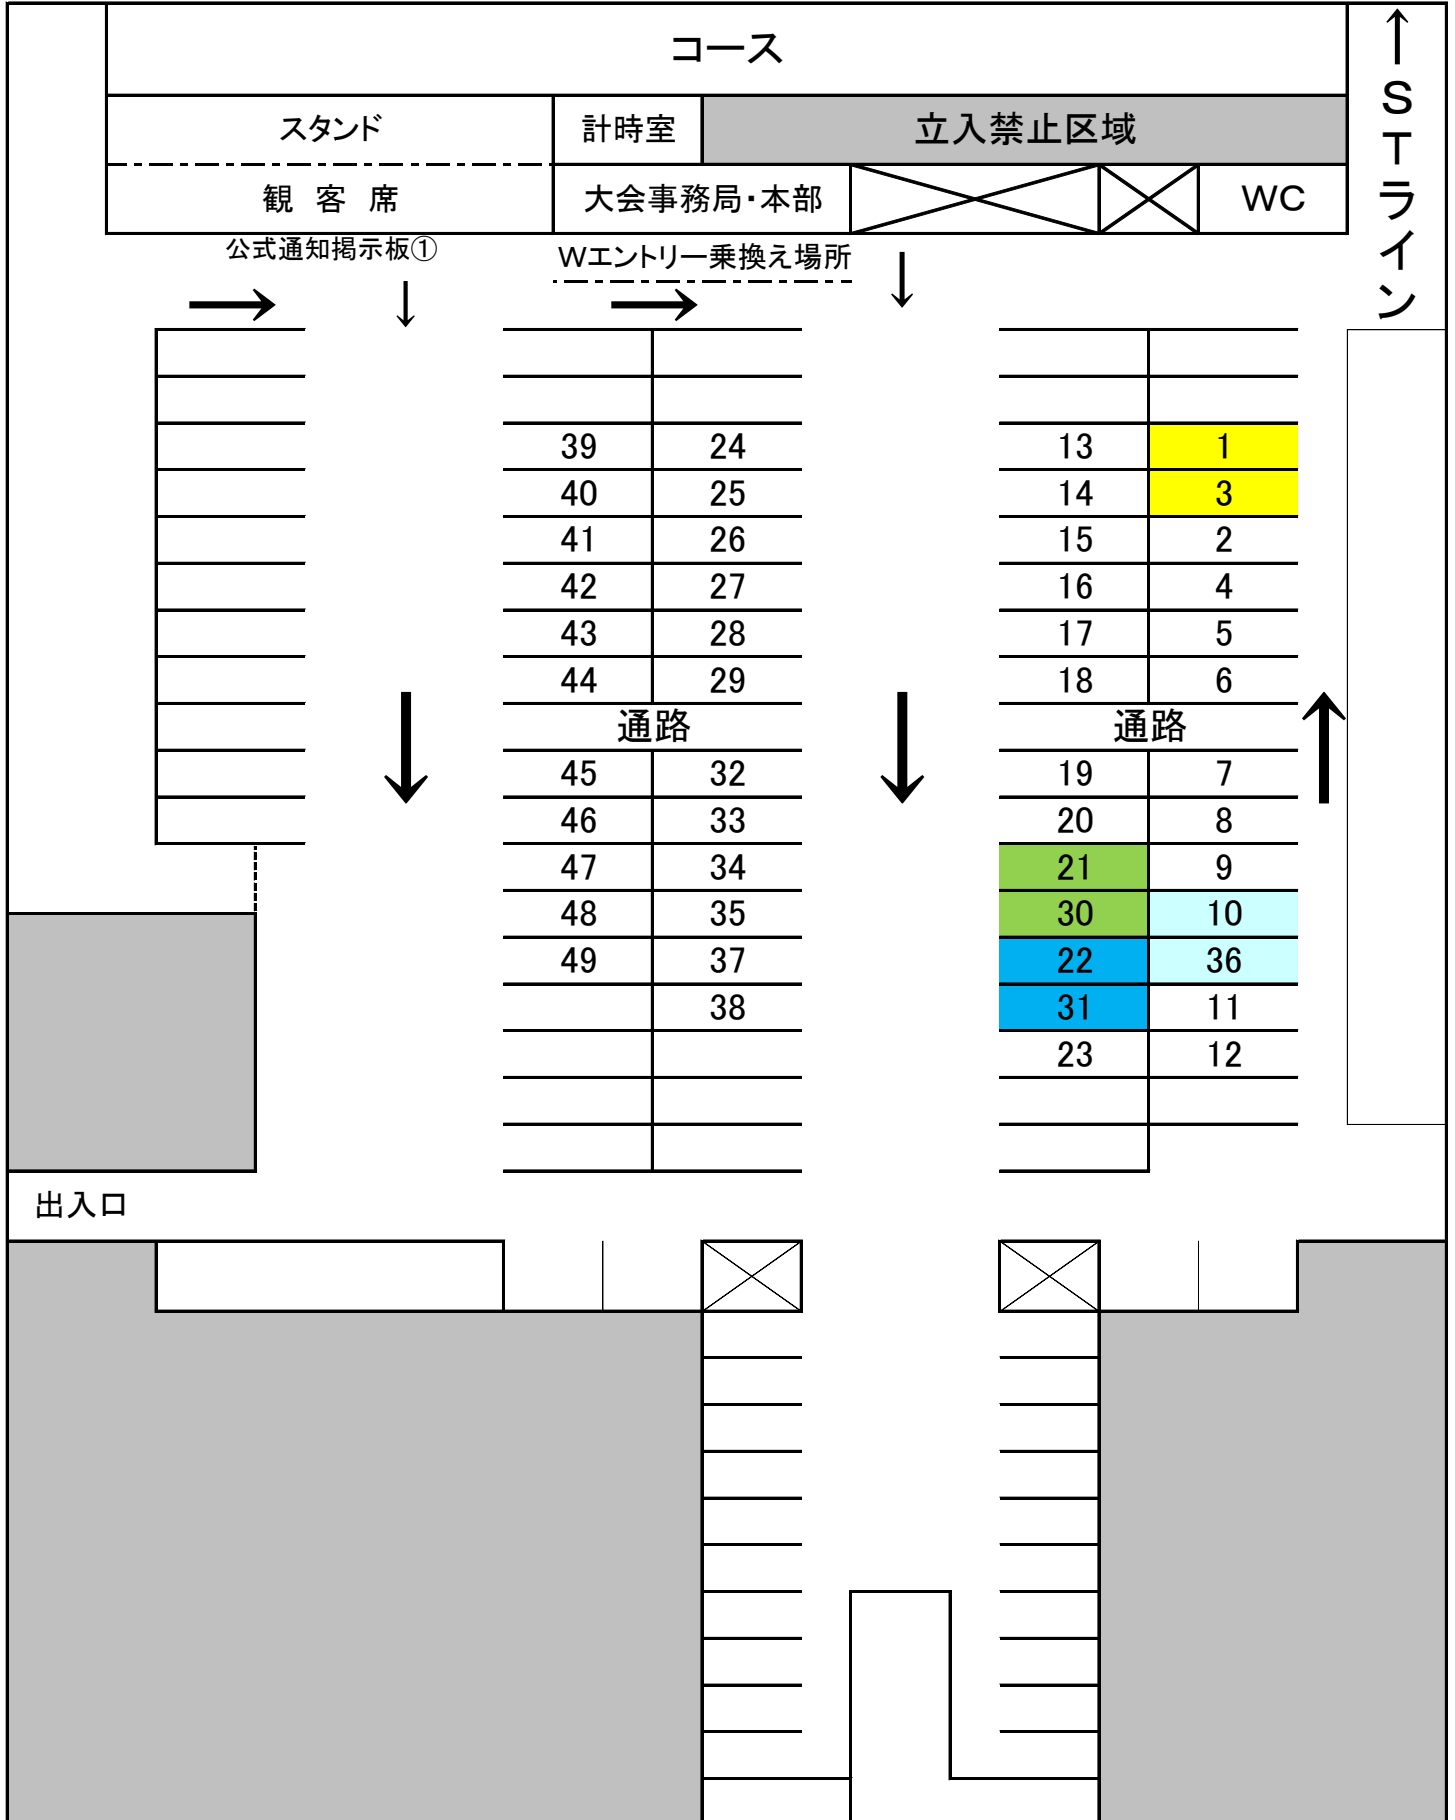 コース
↑STライン
スタンド 計時室 立入禁止区域
観 客 席 大会事務局・本部 WC
公式通知掲示板① Wエントリー乗換え場所
39 24 13 1
40 25 14 3
41 26 15 2
42 27 16 4
43 28 17 5
44 29 18 6
通路 通路
45 32 19 7
46 33 20 8
47 34 21 9
48 35 30 10
49 37 22 36
38 31 11
23 12
出入口